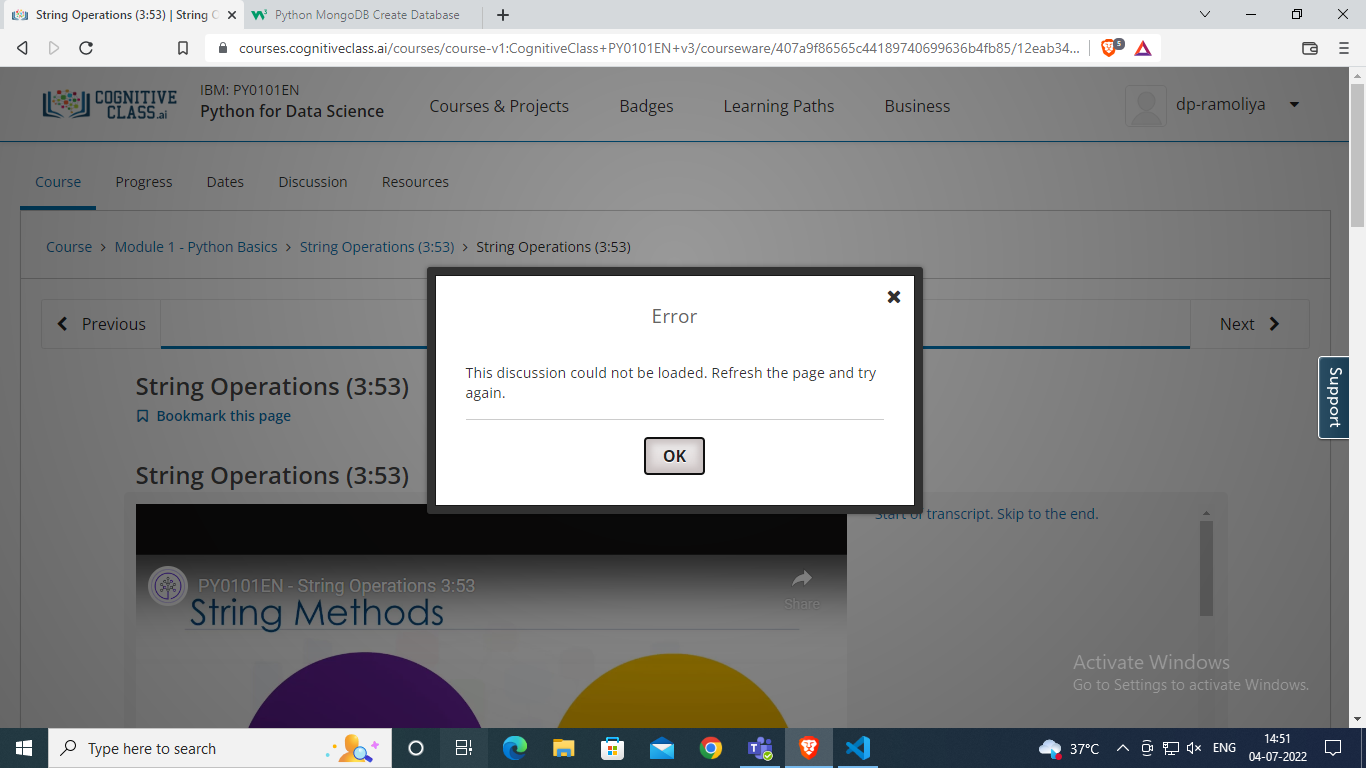 String Operations (3:53) | String O
Python MongoDB Create Database
courses.cognitiveclass.ai/courses/course-v1:CognitiveClass+PY0101EN+v3/courseware/407a9f86565c44189740699636b4fb85/12eab34...
5
COGNITIVE
CLASS.ai
IBM: PY0101EN
Python for Data Science
Courses & Projects
Badges
Learning Paths
Business
dp-ramoliya
Course
Progress
Dates
Discussion
Resources
Course > Module 1 - Python Basics > String Operations (3:53) > String Operations (3:53)
Previous
Next
Error
This discussion could not be loaded. Refresh the page and try
again.
OK
Support
String Operations (3:53)
Bookmark this page
String Operations (3:53)
Start of transcript. Skip to the end.
PY0101EN - String Operations 3:53
Share
String Methods
Activate Windows
Go to Settings to activate Windows.
Type here to search
37°C
ENG
14:51
04-07-2022